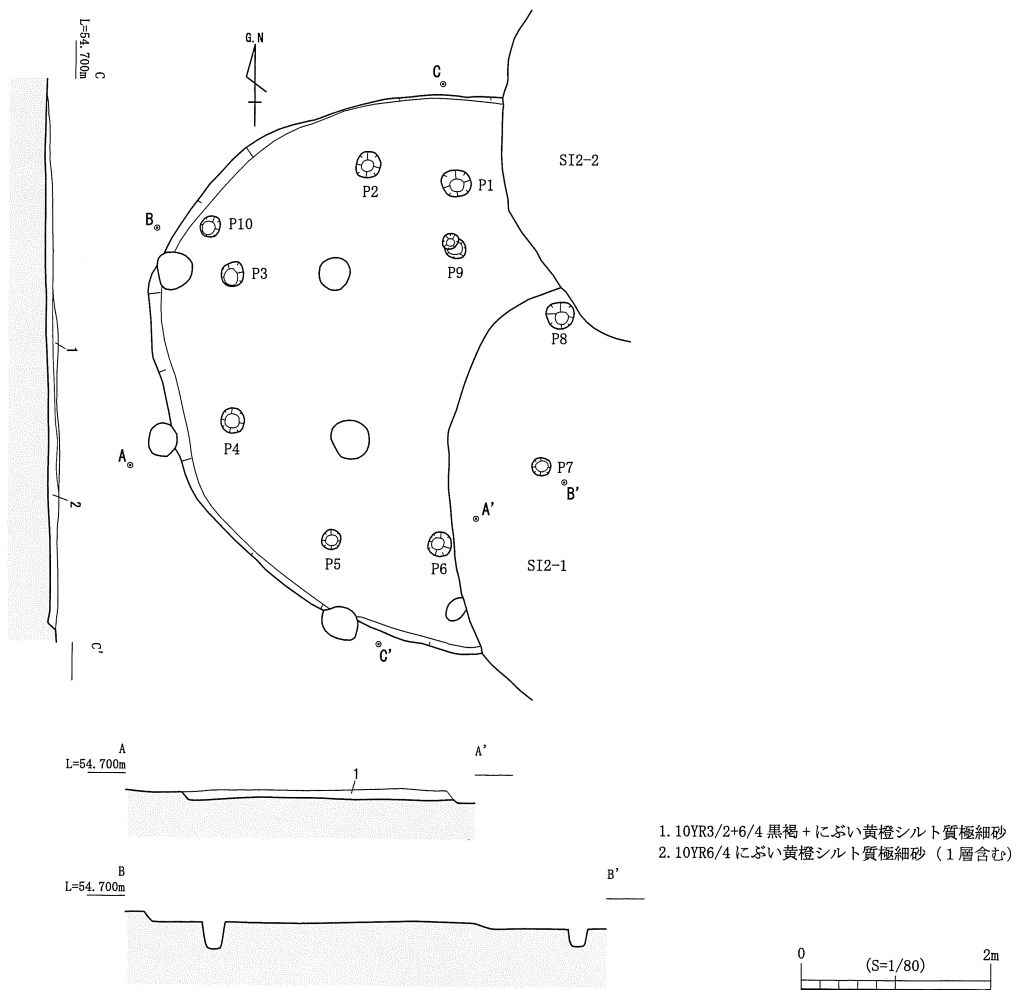 L=54.700m
C
G.N
C
SI2-2
P2
P1
B
P10
P9
P3
P8
1
P4
A
P7
B'
2
A'
P5
P6
SI2-1
C'
C'
A
A'
L=54.700m
1
1. 10YR3/2+6/4 黒褐 + にぶい黄橙シルト質極細砂
2. 10YR6/4 にぶい黄橙シルト質極細砂（1層含む）
B
B'
L=54.700m
0
(S=1/80)
2m